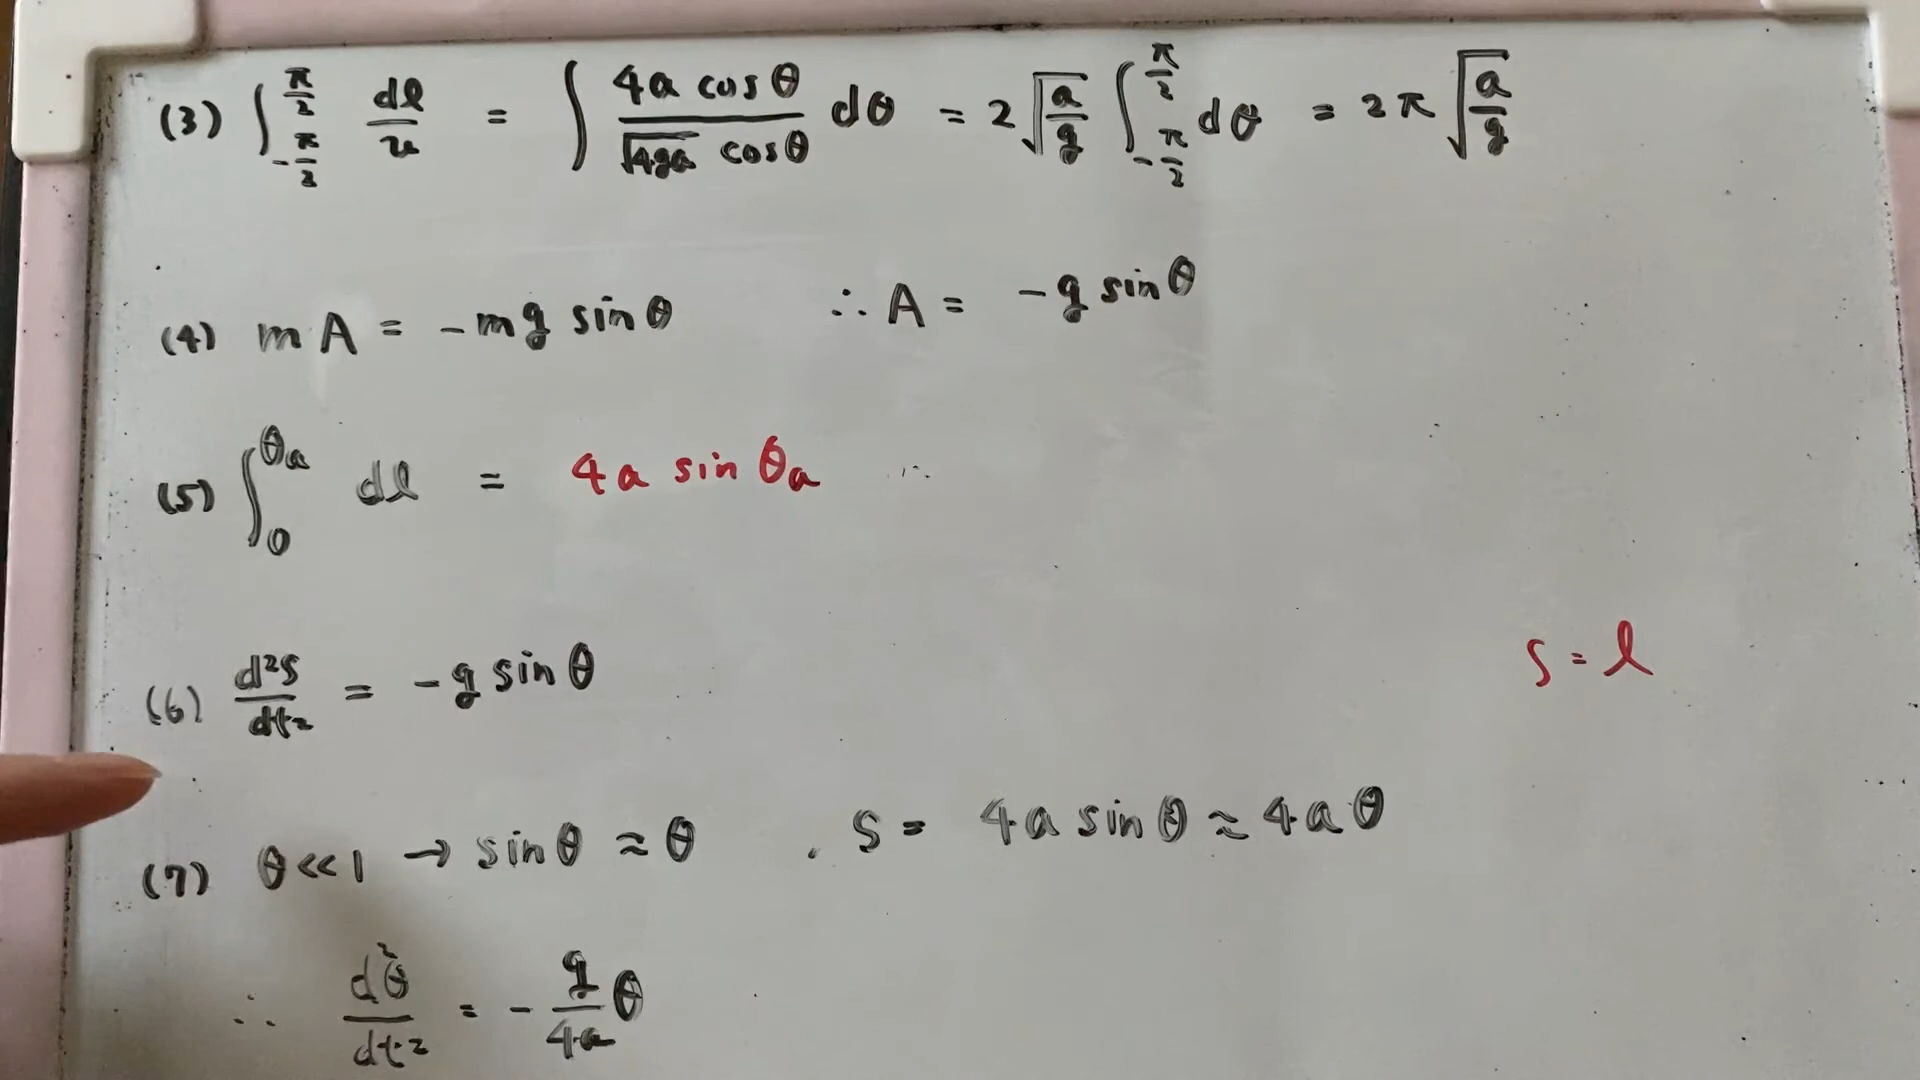 (3) ∫_{-π/2}^{π/2} dl/v = ∫ 4a cosθ / (√4ga cosθ) dθ = 2√(a/g) ∫_{-π/2}^{π/2} dθ = 2π√(a/g)
(4) mA = -mg sinθ ∴ A = -g sinθ
(5) ∫_0^{θa} dl = 4a sin θa
(6) d²s/dt² = -g sinθ
s = l
(7) θ<<1 → sinθ ≈ θ . s = 4a sinθ ≈ 4aθ
∴ d²θ/dt² = - g/4a θ